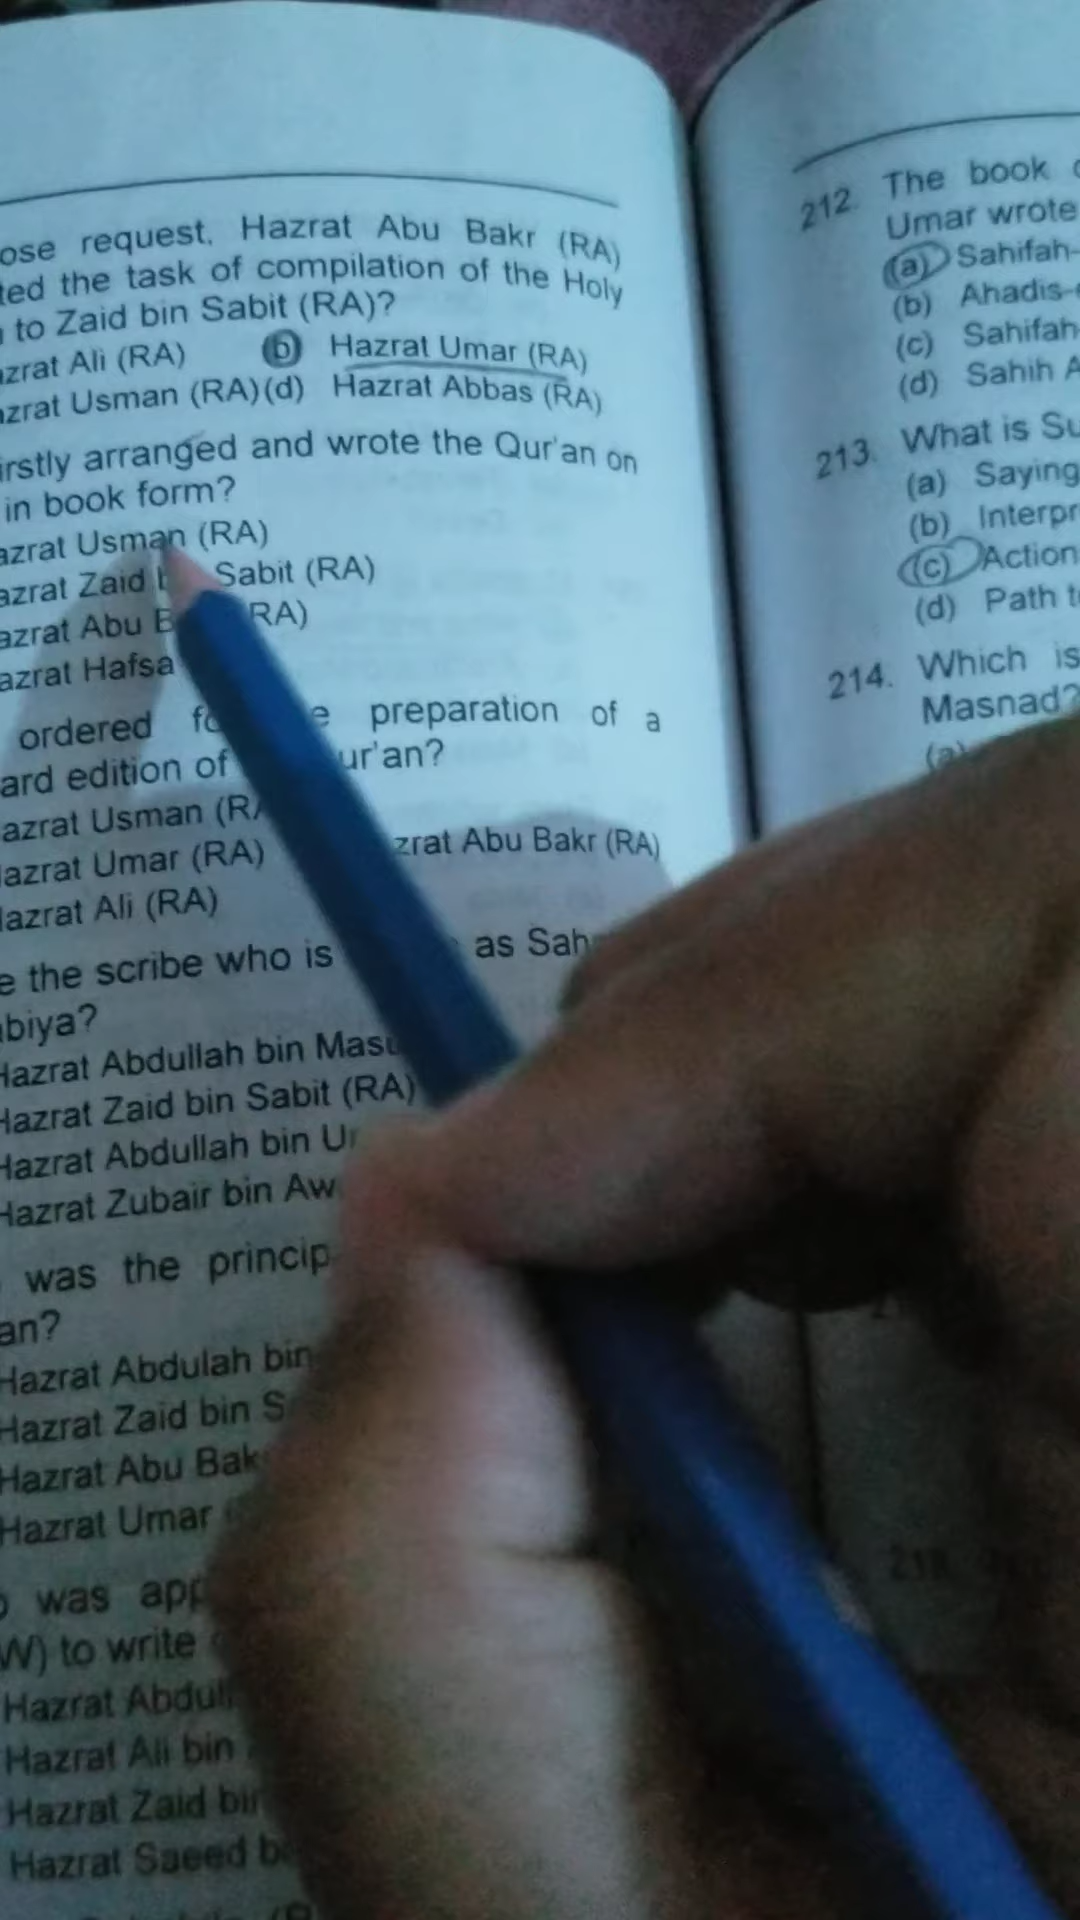 ose request, Hazrat Abu Bakr (RA)
ted the task of compilation of the Holy
to Zaid bin Sabit (RA)?
azrat Ali (RA) (b) Hazrat Umar (RA)
azrat Usman (RA) (d) Hazrat Abbas (RA)
irstly arranged and wrote the Qur'an on
in book form?
azrat Usman (RA)
azrat Zaid b Sabit (RA)
azrat Abu B RA)
azrat Hafsa
ordered fo e preparation of a
ard edition of ur'an?
azrat Usman (RA
azrat Umar (RA) zrat Abu Bakr (RA)
azrat Ali (RA)
e the scribe who is as Sah
abiya?
Hazrat Abdullah bin Masu
Hazrat Zaid bin Sabit (RA)
Hazrat Abdullah bin U
Hazrat Zubair bin Aw
was the princip
an?
Hazrat Abdulah bin
Hazrat Zaid bin S
Hazrat Abu Bak
Hazrat Umar
was app
W) to write
Hazrat Abdul
Hazrat Ali bin
Hazrat Zaid bin
Hazrat Saeed b
212. The book
Umar wrote
(a) Sahifah-
(b) Ahadis-
(c) Sahifah
(d) Sahih A
213. What is Su
(a) Saying
(b) Interpr
(c) Action
(d) Path t
214. Which is
Masnad?
(a)